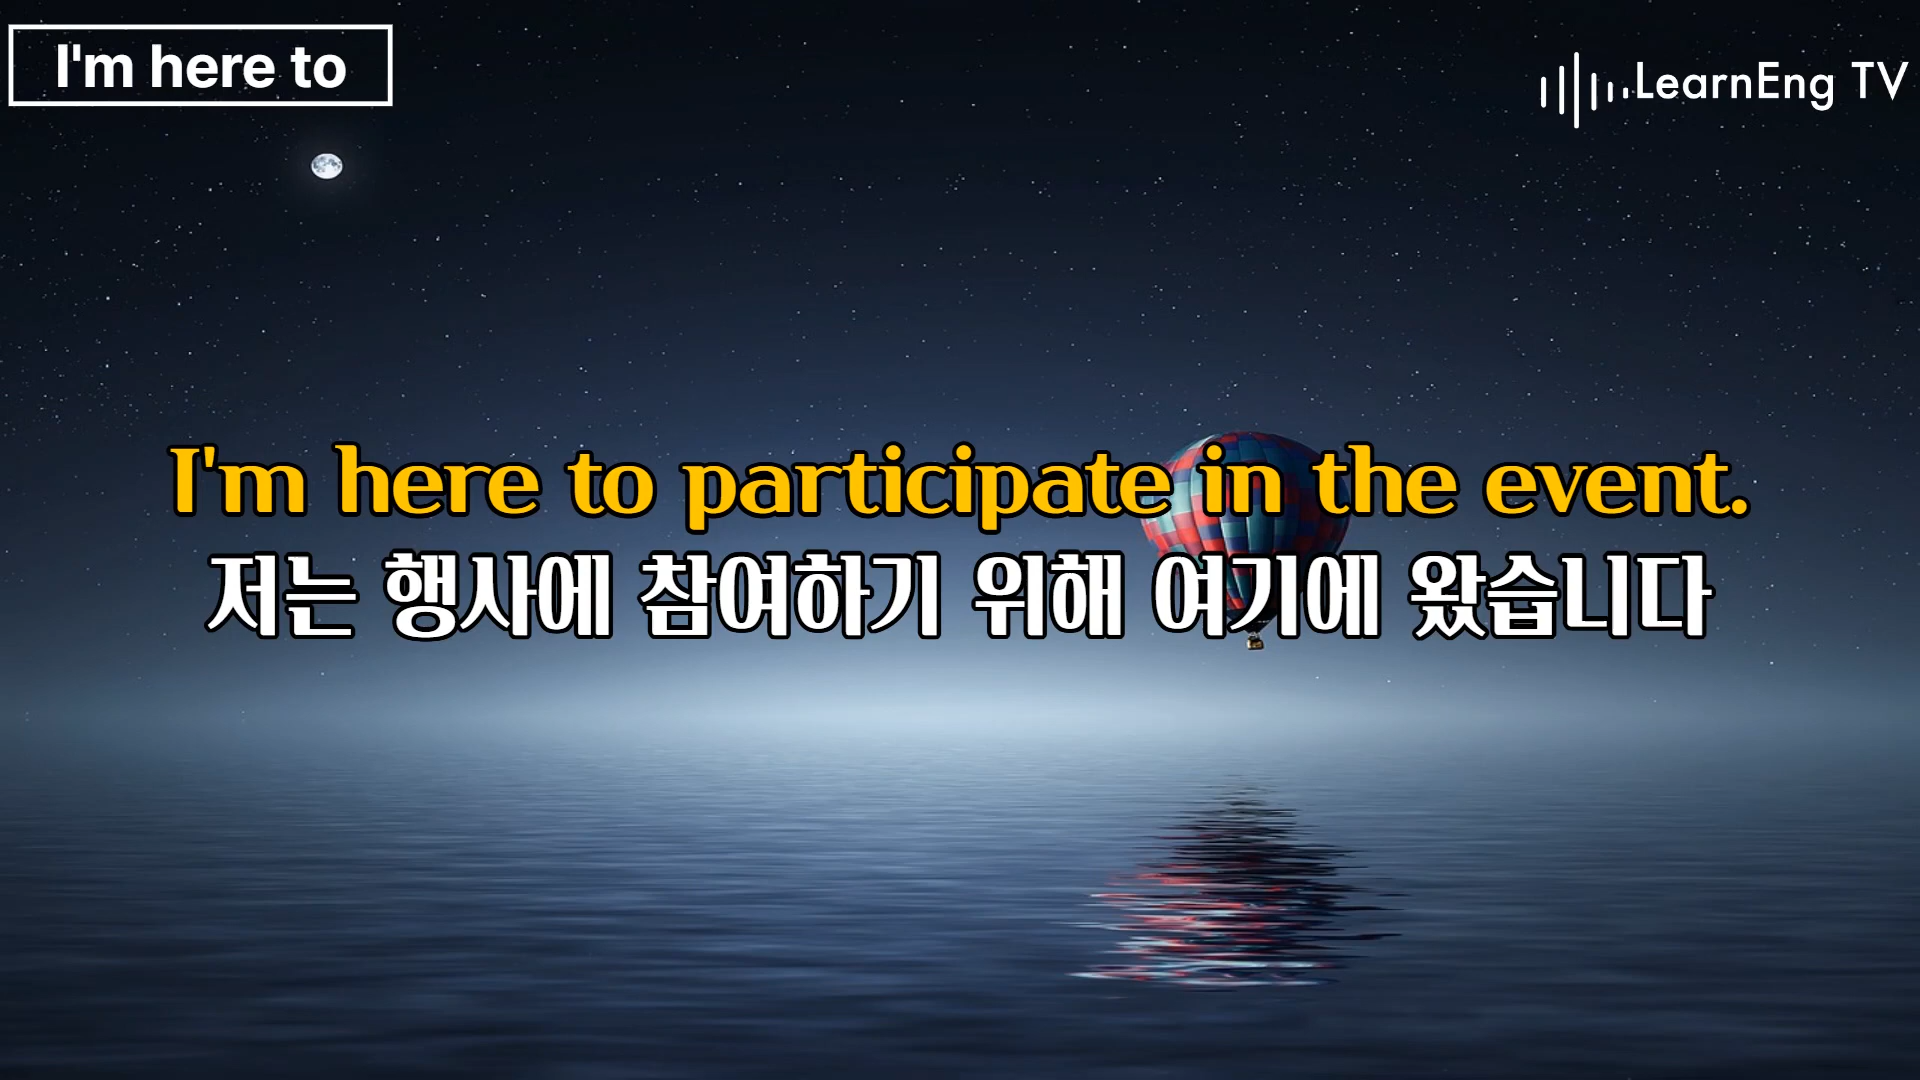 I'm here to
LearnEng TV
I'm here to participate in the event.
저는 행사에 참여하기 위해 여기에 왔습니다